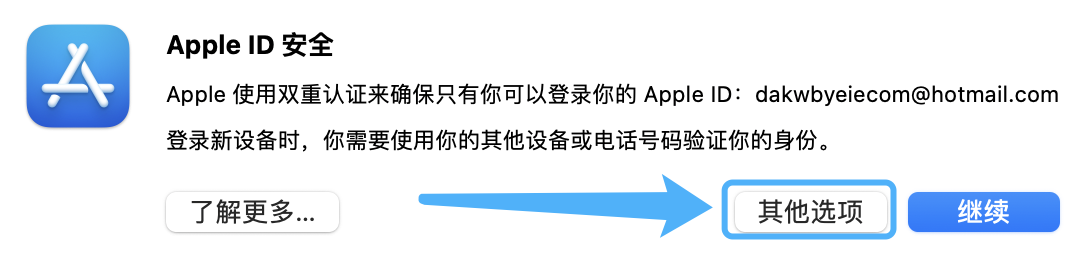 Apple ID 安全
Apple 使用双重认证来确保只有你可以登录你的 Apple ID：dakwbyeiecom@hotmail.com
登录新设备时，你需要使用你的其他设备或电话号码验证你的身份。
了解更多... 其他选项 继续